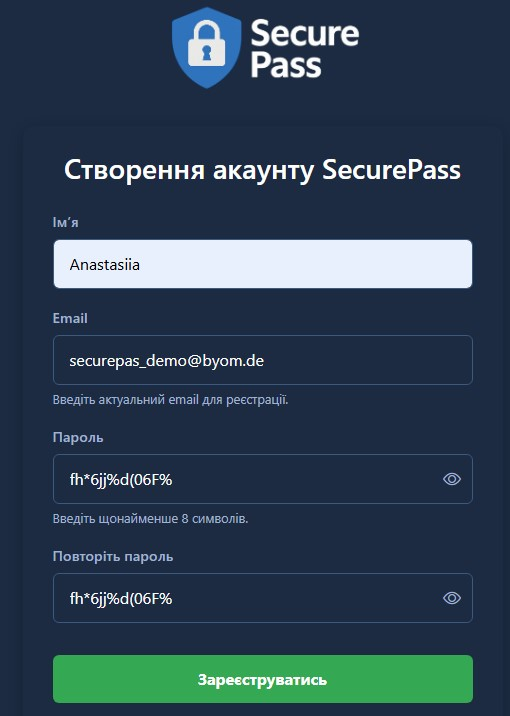 Secure
Pass
Створення акаунту SecurePass
Ім’я
Anastasiia
Email
securepas_demo@byom.de
Введіть актуальний email для реєстрації.
Пароль
fh*6jj%d(06F%
Введіть щонайменше 8 символів.
Повторіть пароль
fh*6jj%d(06F%
Зареєструватись